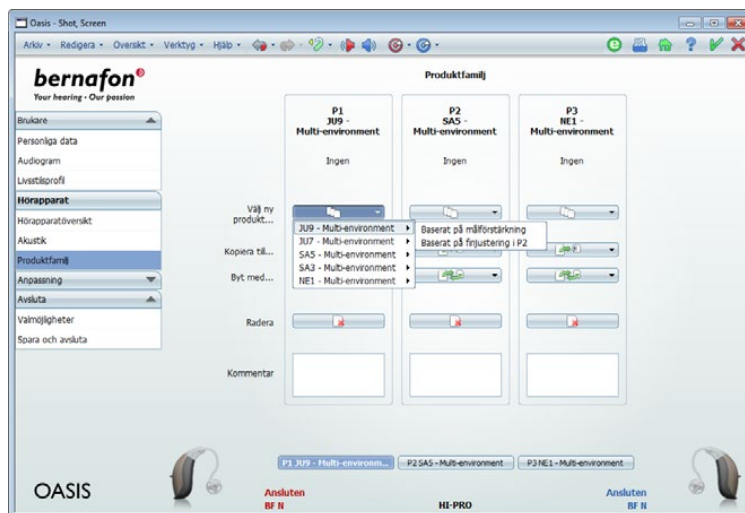 Oasis - Shot, Screen
Arkiv Redigera Översikt Verktyg Hjälp
bernafon®
Your hearing • Our passion
Produktfamilj
Brukare
Personliga data
Audiogram
Livsstilsprofil
Hörapparat
Hörapparatöversikt
Akustik
Produktfamilj
Anpassning
Avsluta
Valmöjligheter
Spara och avsluta
P1
JU9 -
Multi-environment
Ingen
P2
SA5 -
Multi-environment
Ingen
P3
NE1 -
Multi-environment
Ingen
Välj ny
produkt...
JU9 - Multi-environment
JU7 - Multi-environment
SA5 - Multi-environment
SA3 - Multi-environment
NE1 - Multi-environment
Baserat på målförstärkning
Baserat på finjustering i P2
Kopiera till...
Byt med...
Radera
Kommentar
P1 JU9 - Multi-environm...
P2 SA5 - Multi-environment
P3 NE1 - Multi-environment
OASIS
Ansluten
BF N
HI-PRO
Ansluten
BF N